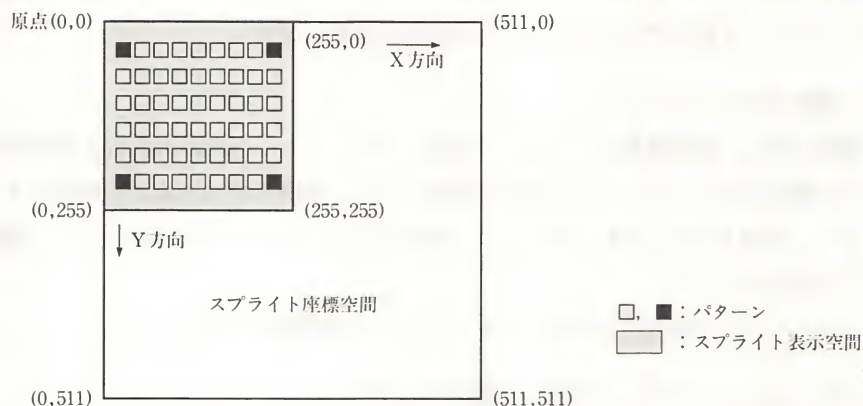 原点(0,0)
(255,0)
X方向
(511,0)
(0,255)
(255,255)
Y方向
スプライト座標空間
□, ■:パターン
:スプライト表示空間
(0,511)
(511,511)